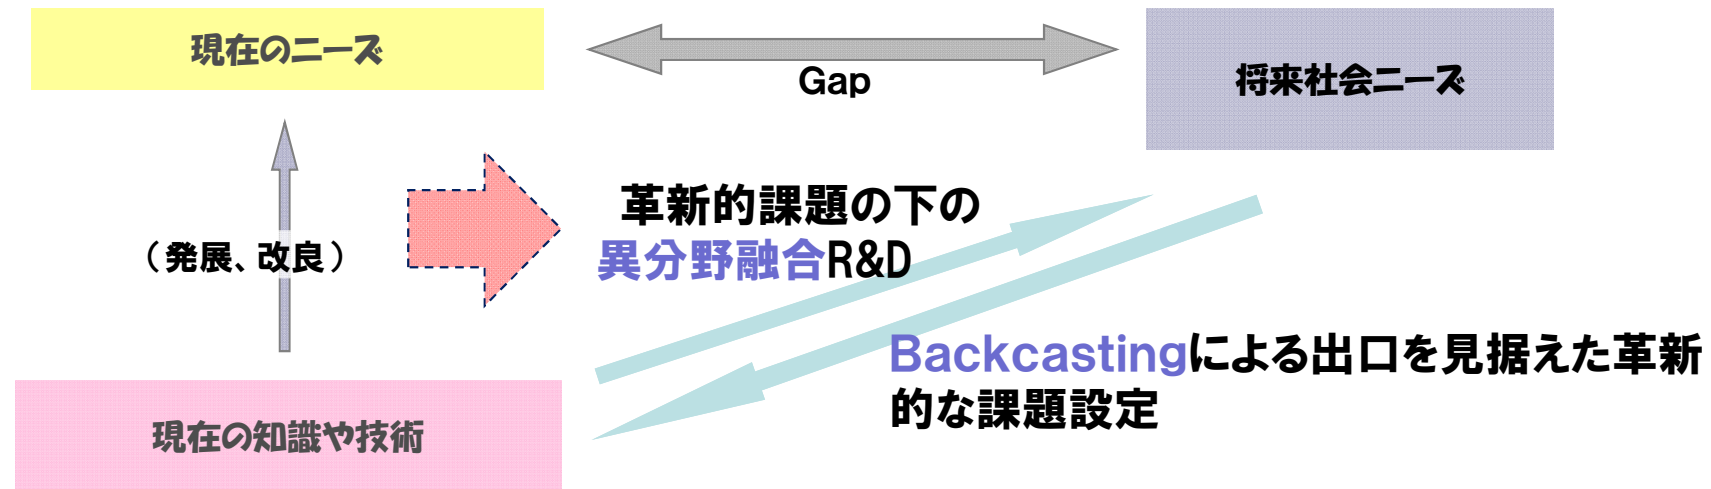 現在のニーズ
Gap
将来社会ニーズ
革新的課題の下の
異分野融合R&D
（発展、改良）
Backcastingによる出口を見据えた革新
的な課題設定
現在の知識や技術